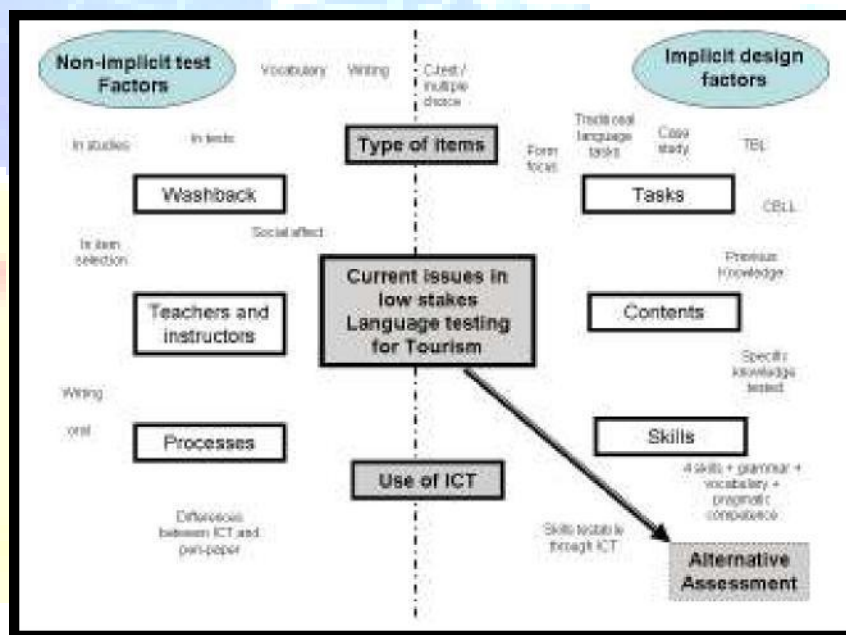 Non-implicit test
Factors
Vocabulary
Writing
C-test /
multiple
choice
Implicit design
factors
In studies
In tests
Type of items
Form
focus
Traditional
language
tasks
Case
study
TBL
Washback
Tasks
CELL
Social affect
In item
selection
Previous
Knowledge
Current issues in
low stakes
Language testing
for Tourism
Teachers and
instructors
Contents
Specific
knowledge
tested
Writing
oral
Processes
Skills
Use of ICT
4 skills + grammar +
vocabulary +
pragmatic
competence
Differences
between ICT and
pen-paper
Skills testable
through ICT
Alternative
Assessment